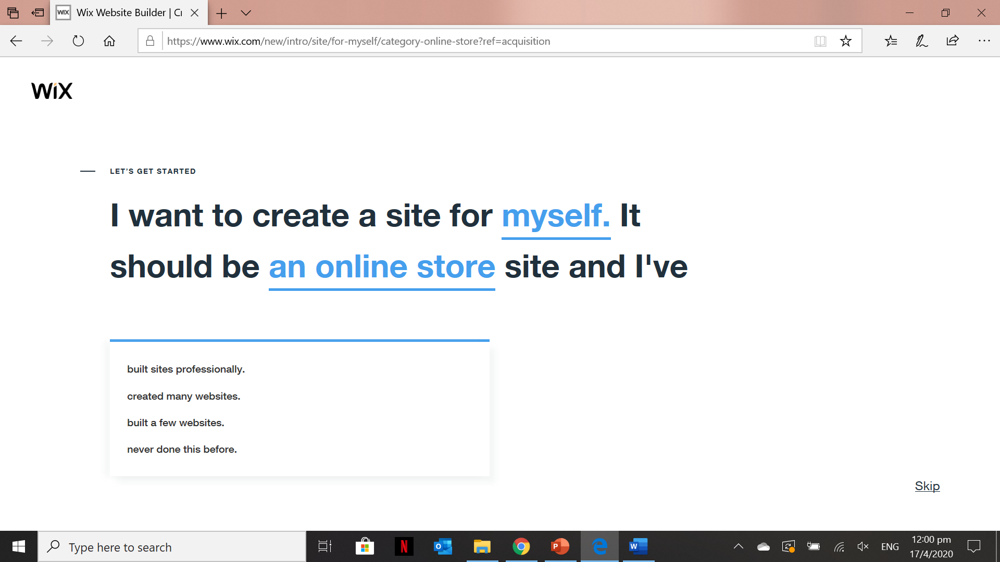 WiX Wix Website Builder | Cr
https://www.wix.com/new/intro/site/for-myself/category-online-store?ref=acquisition
WiX
LET'S GET STARTED
I want to create a site for myself. It
should be an online store site and I've
built sites professionally.
created many websites.
built a few websites.
never done this before.
Skip
Type here to search
N
O
P
W
ENG
12:00 pm
17/4/2020